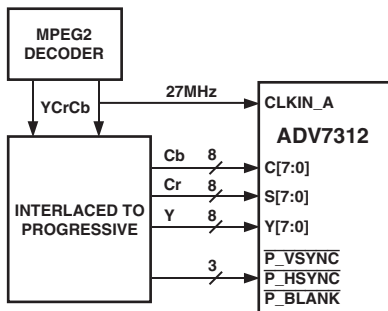 MPEG2
DECODER
YCrCb
27MHz
CLKIN_A
ADV7312
INTERLACED TO
PROGRESSIVE
Cb 8
C[7:0]
Cr 8
S[7:0]
Y 8
Y[7:0]
3
P_VSYNC
P_HSYNC
P_BLANK